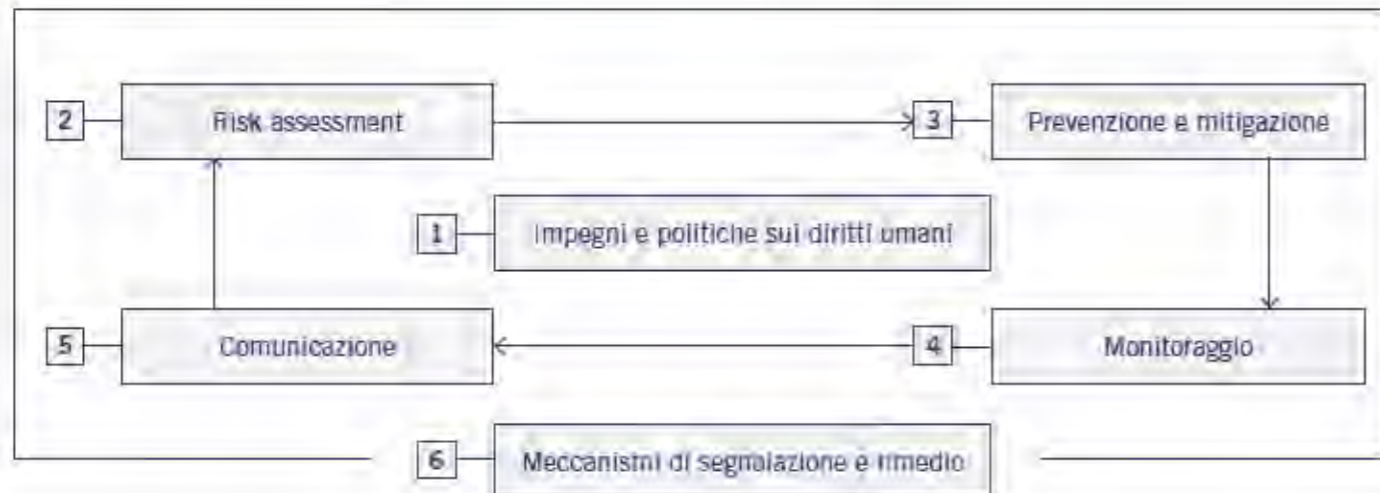 2 Risk assessment
3 Prevenzione e mitigazione
1 Impegni e politiche sui diritti umani
5 Comunicazione
4 Monitoraggio
6 Meccanismi di segnalazione e rimedio